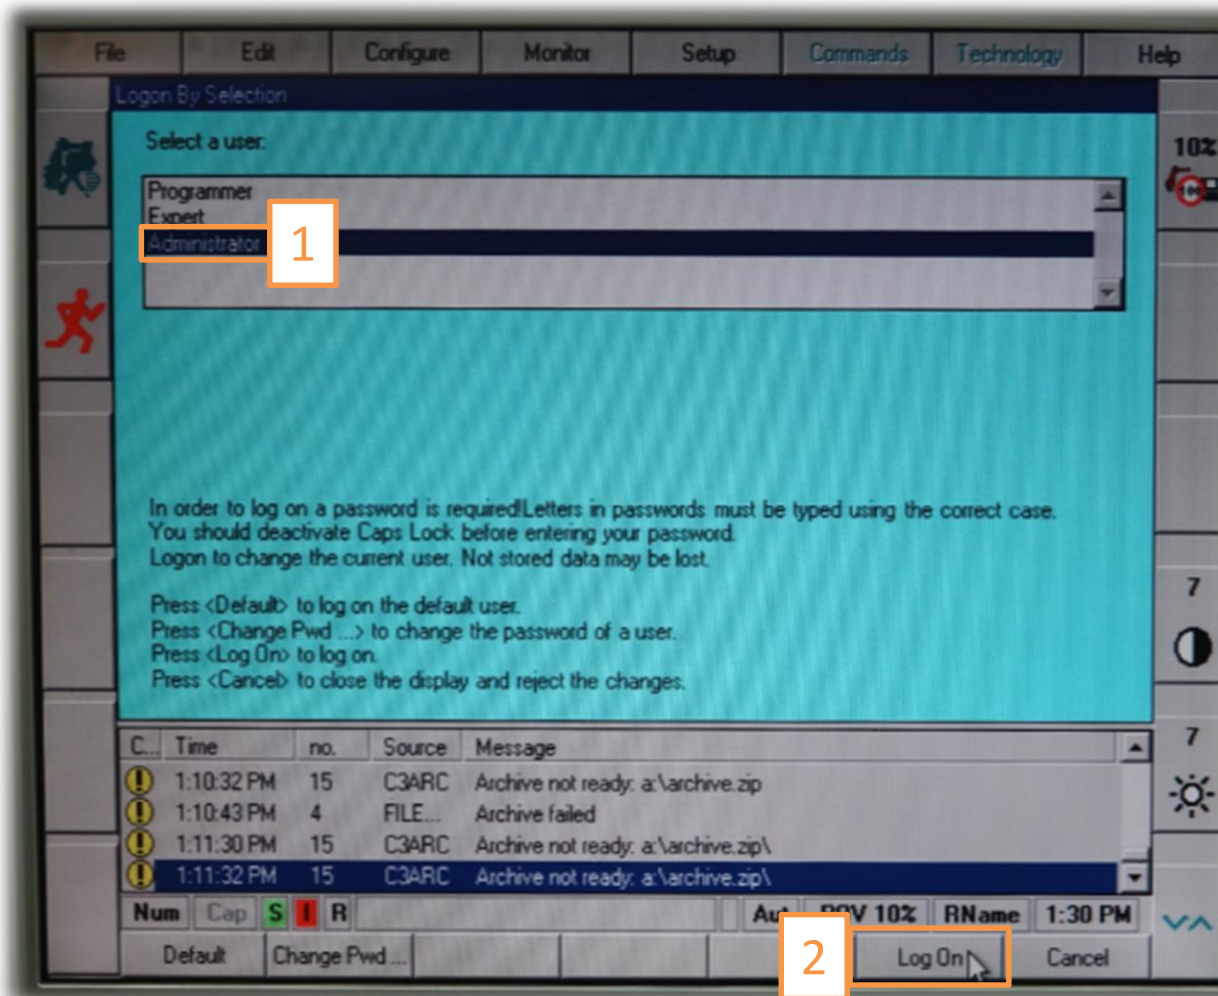 File Edit Configure Monitor Setup Commands Technology Help
Logon By Selection
Select a user:
10%
Programmer
Expert
Administrator
1
100
In order to log on a password is required!Letters in passwords must be typed using the correct case.
You should deactivate Caps Lock before entering your password.
Logon to change the current user. Not stored data may be lost.
7
Press <Default> to log on the default user.
Press <Change Pwd ...> to change the password of a user.
Press <Log On> to log on.
Press <Cancel> to close the display and reject the changes.
7
C... Time no. Source Message
1:10:32 PM 15 C3ARC Archive not ready: a:\archive.zip
1:10:43 PM 4 FILE... Archive failed
1:11:30 PM 15 C3ARC Archive not ready: a:\archive.zip\
1:11:32 PM 15 C3ARC Archive not ready: a:\archive.zip\
Num Cap S I R 10% RName 1:30 PM
2
Default Change Pwd ... Log On Cancel